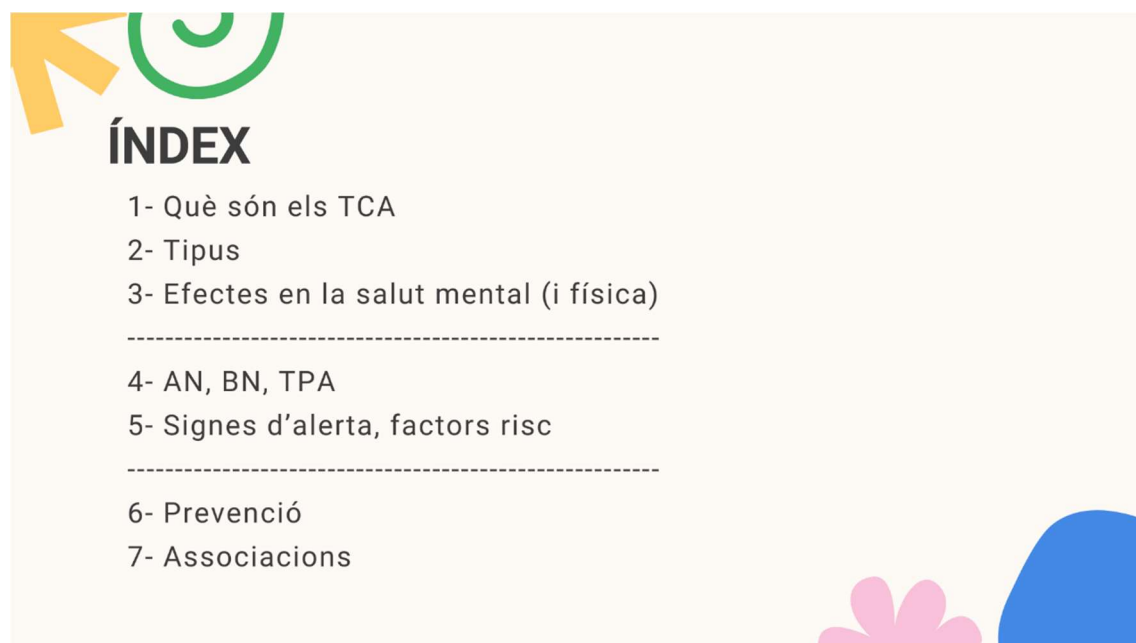 ÍNDEX
1- Què són els TCA
2- Tipus
3- Efectes en la salut mental (i física)
--------------------------------------------------------
4- AN, BN, TPA
5- Signes d’alerta, factors risc
--------------------------------------------------------
6- Prevenció
7- Associacions